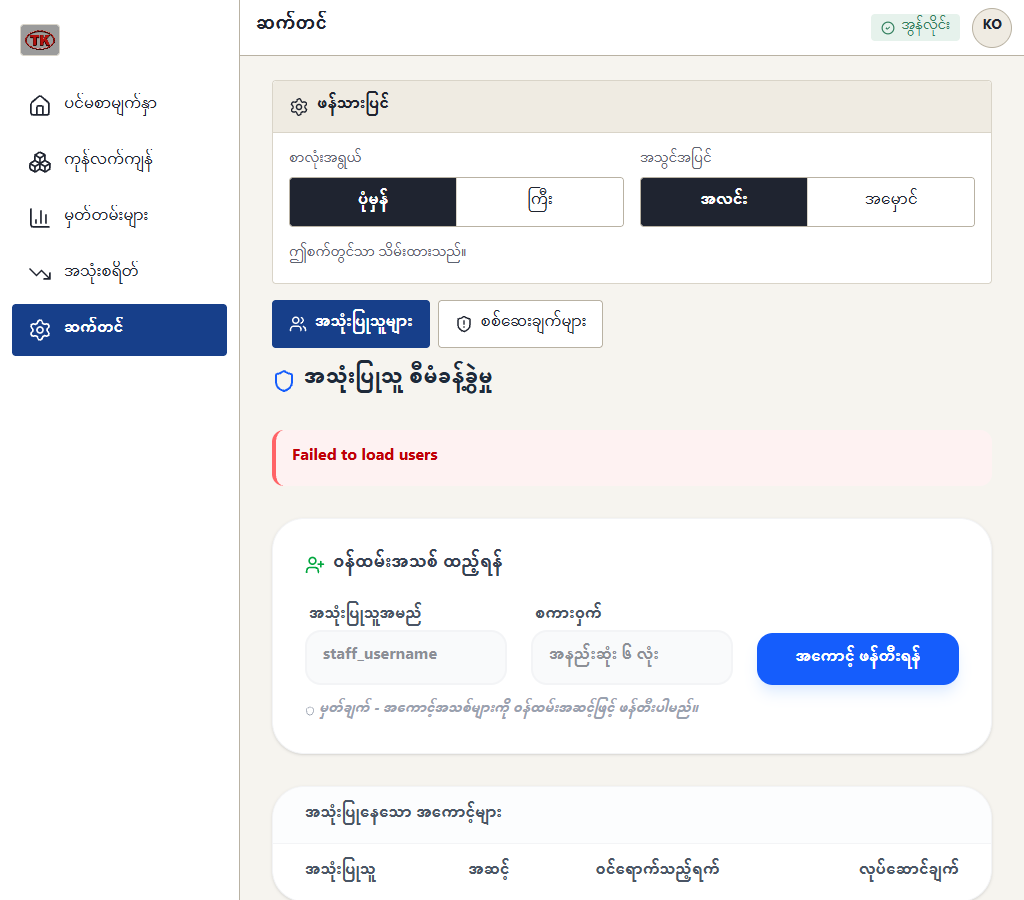 TK
ဆက်တင်
အွန်လိုင်း
KO
ပင်မစာမျက်နှာ
ကုန်လက်ကျန်
မှတ်တမ်းများ
အသုံးစရိတ်
ဆက်တင်
ဖန်သားပြင်
စာလုံးအရွယ်
အသွင်အပြင်
ပုံမှန်
ကြီး
အလင်း
အမှောင်
ဤစက်တွင်သာ သိမ်းထားသည်။
အသုံးပြုသူများ
စစ်ဆေးချက်များ
အသုံးပြုသူ စီမံခန့်ခွဲမှု
Failed to load users
ဝန်ထမ်းအသစ် ထည့်ရန်
အသုံးပြုသူအမည်
စကားဝှက်
staff_username
အနည်းဆုံး ၆ လုံး
အကောင့် ဖန်တီးရန်
မှတ်ချက် - အကောင့်အသစ်များကို ဝန်ထမ်းအဆင့်ဖြင့် ဖန်တီးပါမည်။
အသုံးပြုနေသော အကောင့်များ
အသုံးပြုသူ
အဆင့်
ဝင်ရောက်သည့်ရက်
လုပ်ဆောင်ချက်